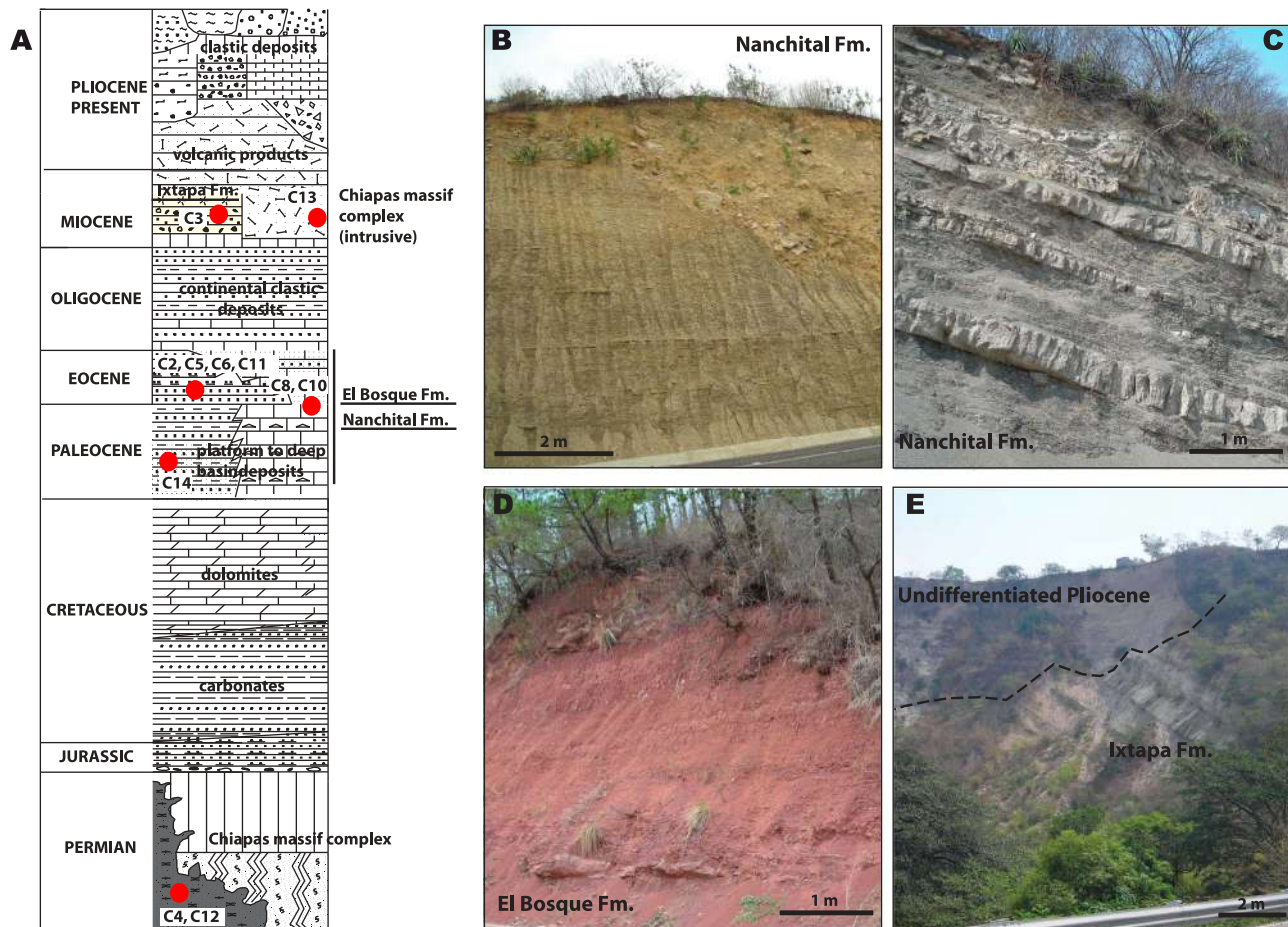 A
clastic deposits
PLIOCENE
PRESENT
volcanic products
Ixtapa Fm.
C3
C13
MIOCENE
Chiapas massif
complex
(intrusive)
OLIGOCENE
continental clastic
deposits
EOCENE
C2, C5, C6, C11
C8, C10
El Bosque Fm.
Nanchital Fm.
PALEOCENE
platform to deep
basindeposits
C14
CRETACEOUS
dolomites
carbonates
JURASSIC
PERMIAN
Chiapas massif complex
C4, C12
B
Nanchital Fm.
2 m
C
Nanchital Fm.
1 m
D
El Bosque Fm.
1 m
E
Undifferentiated Pliocene
Ixtapa Fm.
2 m